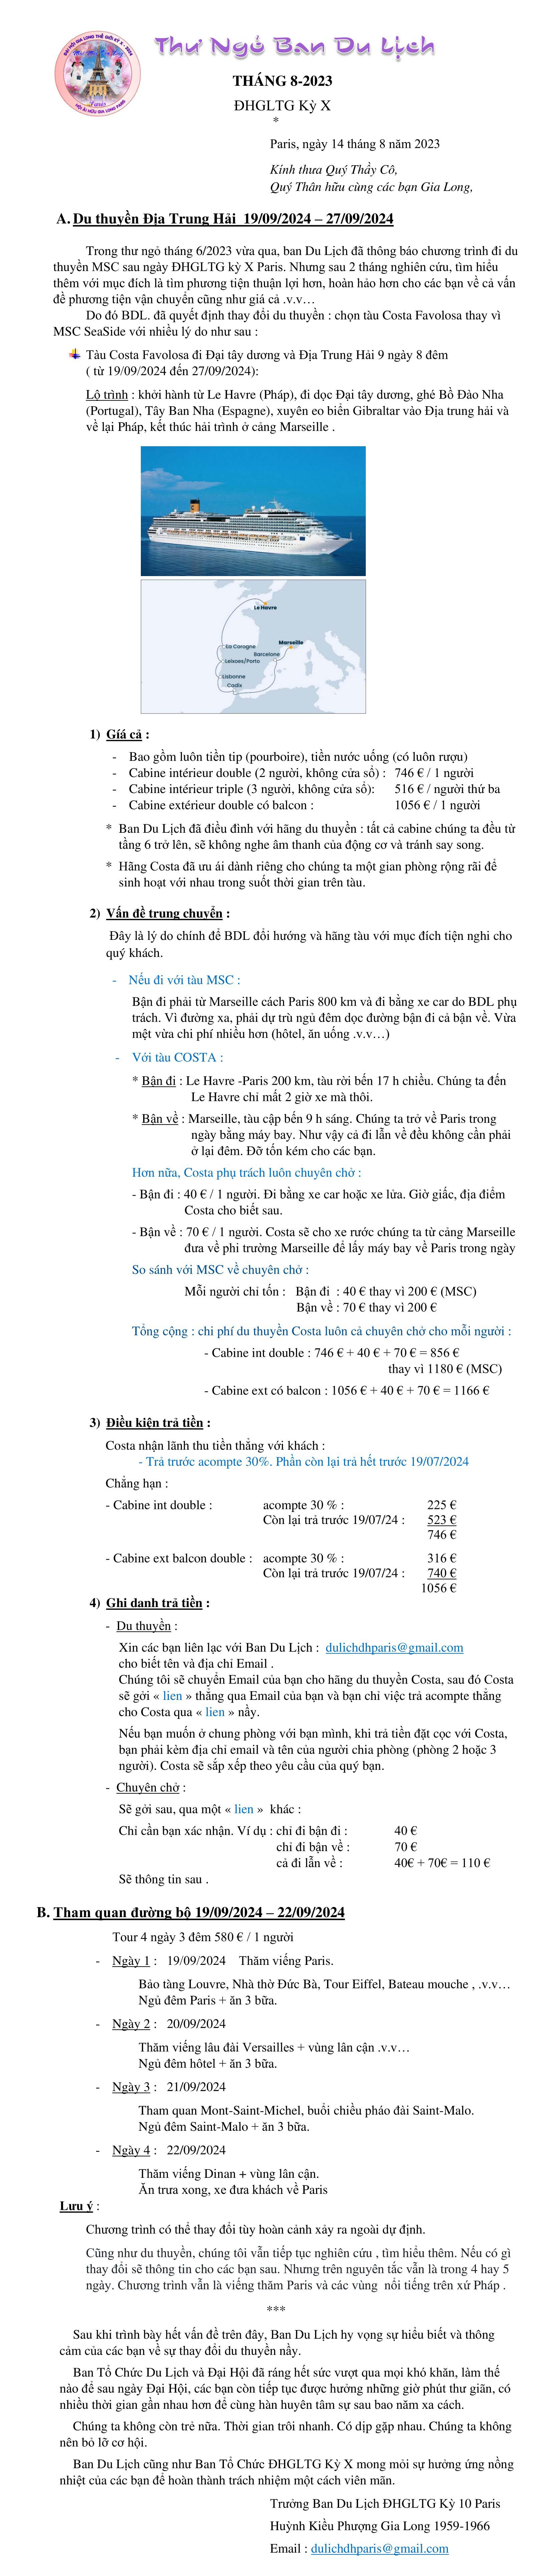 ĐẠI HỘI GIA LONG THẾ GIỚI KỲ X - 2024
Paris
HỘI ÁI HỮU GIA LONG PARIS
Thư Ngỏ Ban Du Lịch
THÁNG 8-2023
ĐHGLTG Kỳ X
*
Paris, ngày 14 tháng 8 năm 2023
Kính thưa Quý Thầy Cô,
Quý Thân hữu cùng các bạn Gia Long,
A. Du thuyền Địa Trung Hải 19/09/2024 – 27/09/2024
Trong thư ngỏ tháng 6/2023 vừa qua, ban Du Lịch đã thông báo chương trình đi du
thuyền MSC sau ngày ĐHGLTG kỳ X Paris. Nhưng sau 2 tháng nghiên cứu, tìm hiểu
thêm với mục đích là tìm phương tiện thuận lợi hơn, hoàn hảo hơn cho các bạn về cả vấn
đề phương tiện vận chuyển cũng như giá cả .v.v…
Do đó BDL. đã quyết định thay đổi du thuyền : chọn tàu Costa Favolosa thay vì
MSC SeaSide với nhiều lý do như sau :
Tàu Costa Favolosa đi Đại tây dương và Địa Trung Hải 9 ngày 8 đêm
( từ 19/09/2024 đến 27/09/2024):
Lộ trình : khởi hành từ Le Havre (Pháp), đi dọc Đại tây dương, ghé Bồ Đào Nha
(Portugal), Tây Ban Nha (Espagne), xuyên eo biển Gibraltar vào Địa trung hải và
về lại Pháp, kết thúc hải trình ở cảng Marseille .
Le Havre
La Corogne
Marseille
Barcelone
Leixoes/Porto
Lisbonne
Cadix
1) Gíá cả :
- Bao gồm luôn tiền tip (pourboire), tiền nước uống (có luôn rượu)
- Cabine intérieur double (2 người, không cửa sổ) : 746 € / 1 người
- Cabine intérieur triple (3 người, không cửa sổ): 516 € / người thứ ba
- Cabine extérieur double có balcon : 1056 € / 1 người
* Ban Du Lịch đã điều đình với hãng du thuyền : tất cả cabine chúng ta đều từ
tầng 6 trở lên, sẽ không nghe âm thanh của động cơ và tránh say song.
* Hãng Costa đã ưu ái dành riêng cho chúng ta một gian phòng rộng rãi để
sinh hoạt với nhau trong suốt thời gian trên tàu.
2) Vấn đề trung chuyển :
Đây là lý do chính để BDL đổi hướng và hãng tàu với mục đích tiện nghi cho
quý khách.
- Nếu đi với tàu MSC :
Bận đi phải từ Marseille cách Paris 800 km và đi bằng xe car do BDL phụ
trách. Vì đường xa, phải dự trù ngủ đêm dọc đường bận đi cả bận về. Vừa
mệt vừa chi phí nhiều hơn (hôtel, ăn uống .v.v…)
- Với tàu COSTA :
* Bận đi : Le Havre -Paris 200 km, tàu rời bến 17 h chiều. Chúng ta đến
Le Havre chỉ mất 2 giờ xe mà thôi.
* Bận về : Marseille, tàu cập bến 9 h sáng. Chúng ta trở về Paris trong
ngày bằng máy bay. Như vậy cả đi lẫn về đều không cần phải
ở lại đêm. Đỡ tốn kém cho các bạn.
Hơn nữa, Costa phụ trách luôn chuyên chở :
- Bận đi : 40 € / 1 người. Đi bằng xe car hoặc xe lửa. Giờ giấc, địa điểm
Costa cho biết sau.
- Bận về : 70 € / 1 người. Costa sẽ cho xe rước chúng ta từ cảng Marseille
đưa về phi trường Marseille để lấy máy bay về Paris trong ngày
So sánh với MSC về chuyên chở :
Mỗi người chỉ tốn : Bận đi : 40 € thay vì 200 € (MSC)
Bận về : 70 € thay vì 200 €
Tổng cộng : chi phí du thuyền Costa luôn cả chuyên chở cho mỗi người :
- Cabine int double : 746 € + 40 € + 70 € = 856 €
thay vì 1180 € (MSC)
- Cabine ext có balcon : 1056 € + 40 € + 70 € = 1166 €
3) Điều kiện trả tiền :
Costa nhận lãnh thu tiền thẳng với khách :
- Trả trước acompte 30%. Phần còn lại trả hết trước 19/07/2024
Chẳng hạn :
- Cabine int double : acompte 30 % : 225 €
Còn lại trả trước 19/07/24 : 523 €
746 €
- Cabine ext balcon double : acompte 30 % : 316 €
Còn lại trả trước 19/07/24 : 740 €
1056 €
4) Ghi danh trả tiền :
- Du thuyền :
Xin các bạn liên lạc với Ban Du Lịch : dulichdhparis@gmail.com
cho biết tên và địa chỉ Email .
Chúng tôi sẽ chuyển Email của bạn cho hãng du thuyền Costa, sau đó Costa
sẽ gởi « lien » thẳng qua Email của bạn và bạn chỉ việc trả acompte thẳng
cho Costa qua « lien » nầy.
Nếu bạn muốn ở chung phòng với bạn mình, khi trả tiền đặt cọc với Costa,
bạn phải kèm địa chỉ email và tên của người chia phòng (phòng 2 hoặc 3
người). Costa sẽ sắp xếp theo yêu cầu của quý bạn.
- Chuyên chở :
Sẽ gởi sau, qua một « lien » khác :
Chỉ cần bạn xác nhận. Ví dụ : chỉ đi bận đi : 40 €
chỉ đi bận về : 70 €
cả đi lẫn về : 40€ + 70€ = 110 €
Sẽ thông tin sau .
B. Tham quan đường bộ 19/09/2024 – 22/09/2024
Tour 4 ngày 3 đêm 580 € / 1 người
- Ngày 1 : 19/09/2024 Thăm viếng Paris.
Bảo tàng Louvre, Nhà thờ Đức Bà, Tour Eiffel, Bateau mouche , .v.v…
Ngủ đêm Paris + ăn 3 bữa.
- Ngày 2 : 20/09/2024
Thăm viếng lâu đài Versailles + vùng lân cận .v.v…
Ngủ đêm hôtel + ăn 3 bữa.
- Ngày 3 : 21/09/2024
Tham quan Mont-Saint-Michel, buổi chiều pháo đài Saint-Malo.
Ngủ đêm Saint-Malo + ăn 3 bữa.
- Ngày 4 : 22/09/2024
Thăm viếng Dinan + vùng lân cận.
Ăn trưa xong, xe đưa khách về Paris
Lưu ý :
Chương trình có thể thay đổi tùy hoàn cảnh xảy ra ngoài dự định.
Cũng như du thuyền, chúng tôi vẫn tiếp tục nghiên cứu , tìm hiểu thêm. Nếu có gì
thay đổi sẽ thông tin cho các bạn sau. Nhưng trên nguyên tắc vẫn là trong 4 hay 5
ngày. Chương trình vẫn là viếng thăm Paris và các vùng nổi tiếng trên xứ Pháp .
***
Sau khi trình bày hết vấn đề trên đây, Ban Du Lịch hy vọng sự hiểu biết và thông
cảm của các bạn về sự thay đổi du thuyền nầy.
Ban Tổ Chức Du Lịch và Đại Hội đã ráng hết sức vượt qua mọi khó khăn, làm thế
nào để sau ngày Đại Hội, các bạn còn tiếp tục được hưởng những giờ phút thư giãn, có
nhiều thời gian gần nhau hơn để cùng hàn huyên tâm sự sau bao năm xa cách.
Chúng ta không còn trẻ nữa. Thời gian trôi nhanh. Có dịp gặp nhau. Chúng ta không
nên bỏ lỡ cơ hội.
Ban Du Lịch cũng như Ban Tổ Chức ĐHGLTG Kỳ X mong mỏi sự hưởng ứng nồng
nhiệt của các bạn để hoàn thành trách nhiệm một cách viên mãn.
Trưởng Ban Du Lịch ĐHGLTG Kỳ 10 Paris
Huỳnh Kiều Phượng Gia Long 1959-1966
Email : dulichdhparis@gmail.com